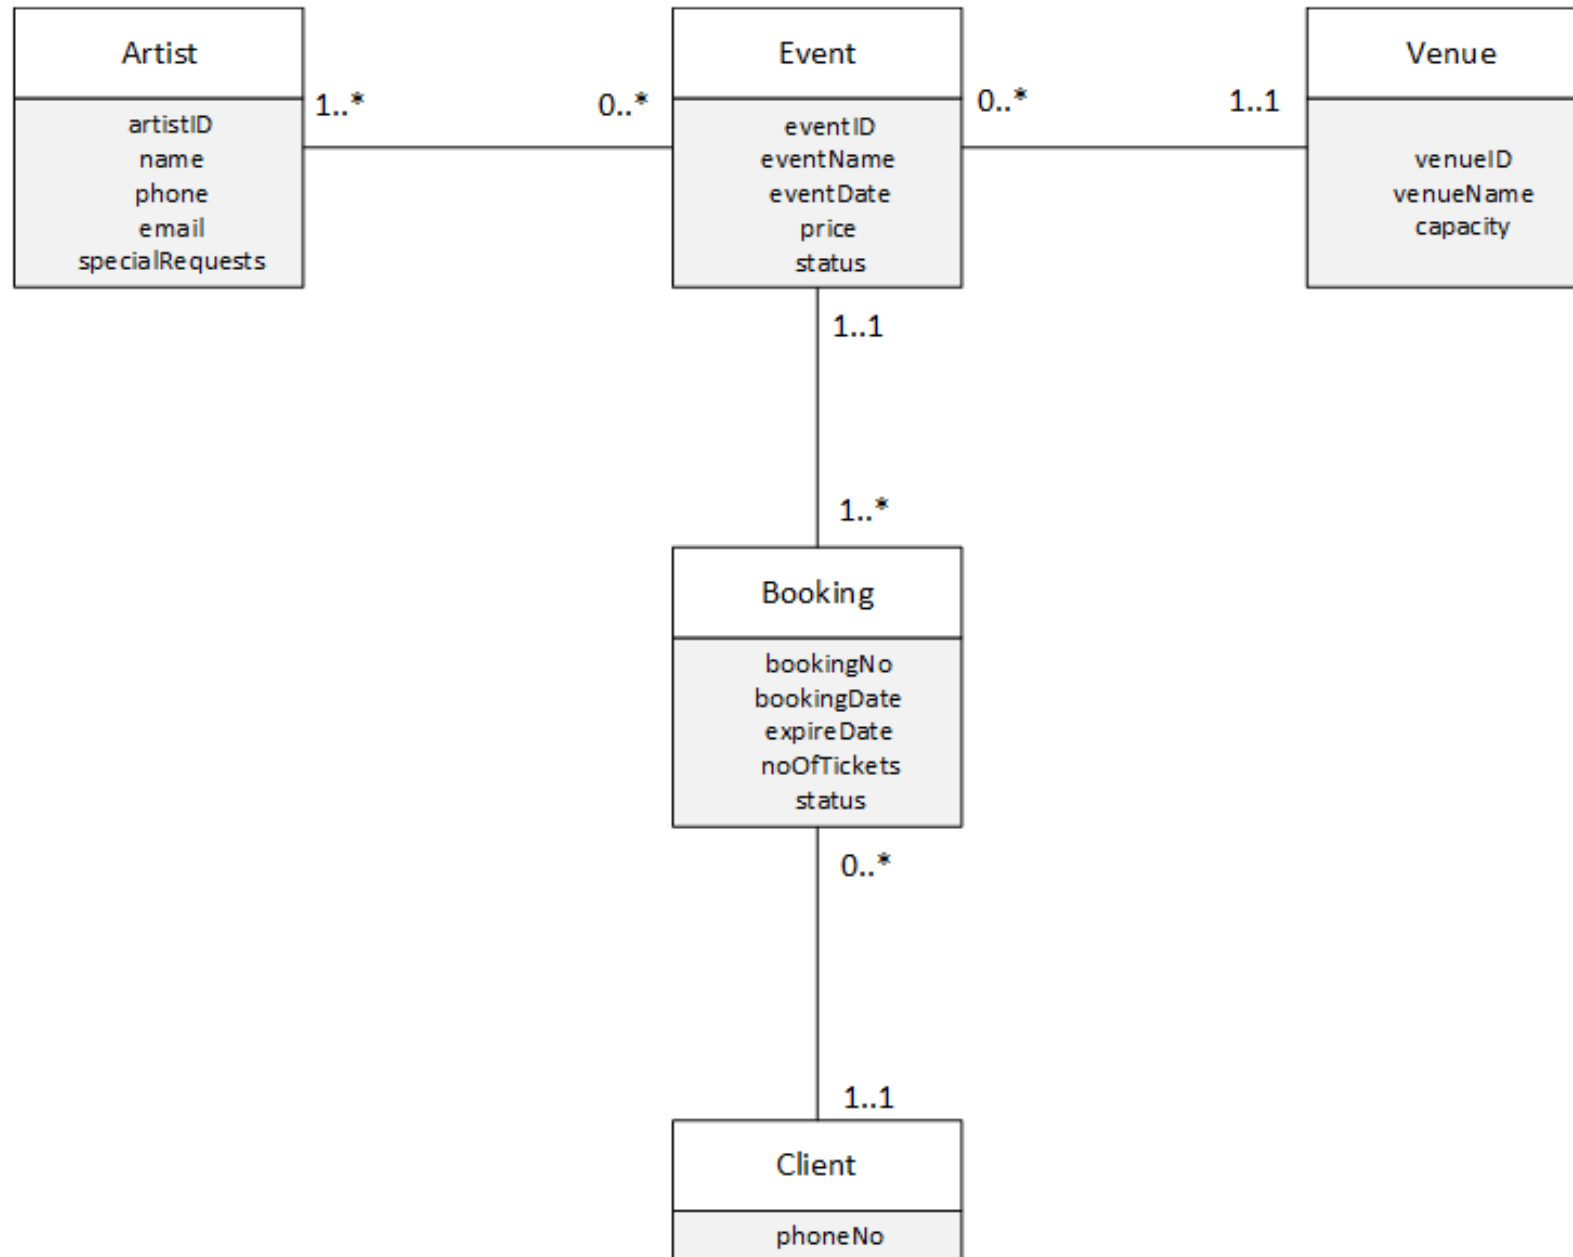 Artist
artistID
name
phone
email
specialRequests
1..*
0..*
Event
eventID
eventName
eventDate
price
status
0..*
1..1
Venue
venueID
venueName
capacity
1..1
1..*
Booking
bookingNo
bookingDate
expireDate
noOfTickets
status
0..*
1..1
Client
phoneNo